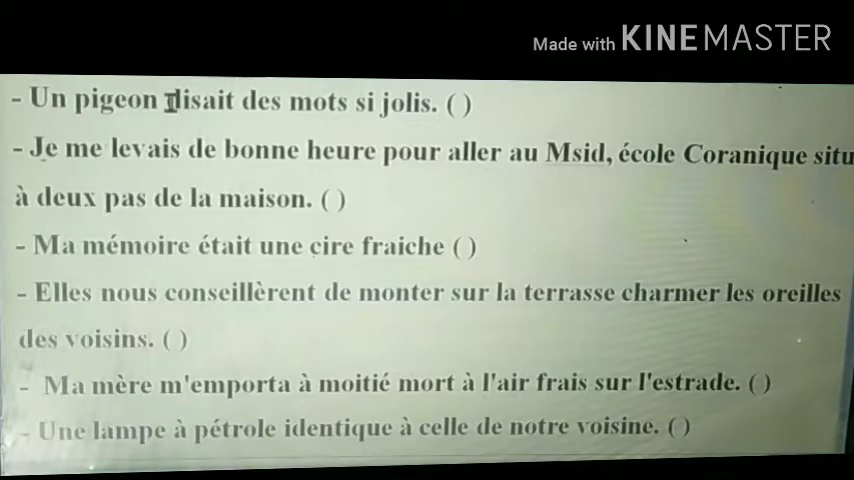 Made with KINEMASTER
- Un pigeon disait des mots si jolis. ( )
- Je me levais de bonne heure pour aller au Msid, école Coranique situ
à deux pas de la maison. ( )
- Ma mémoire était une cire fraiche ( )
- Elles nous conseillèrent de monter sur la terrasse charmer les oreilles
des voisins. ( )
- Ma mère m'emporta à moitié mort à l'air frais sur l'estrade. ( )
- Une lampe à pétrole identique à celle de notre voisine. ( )